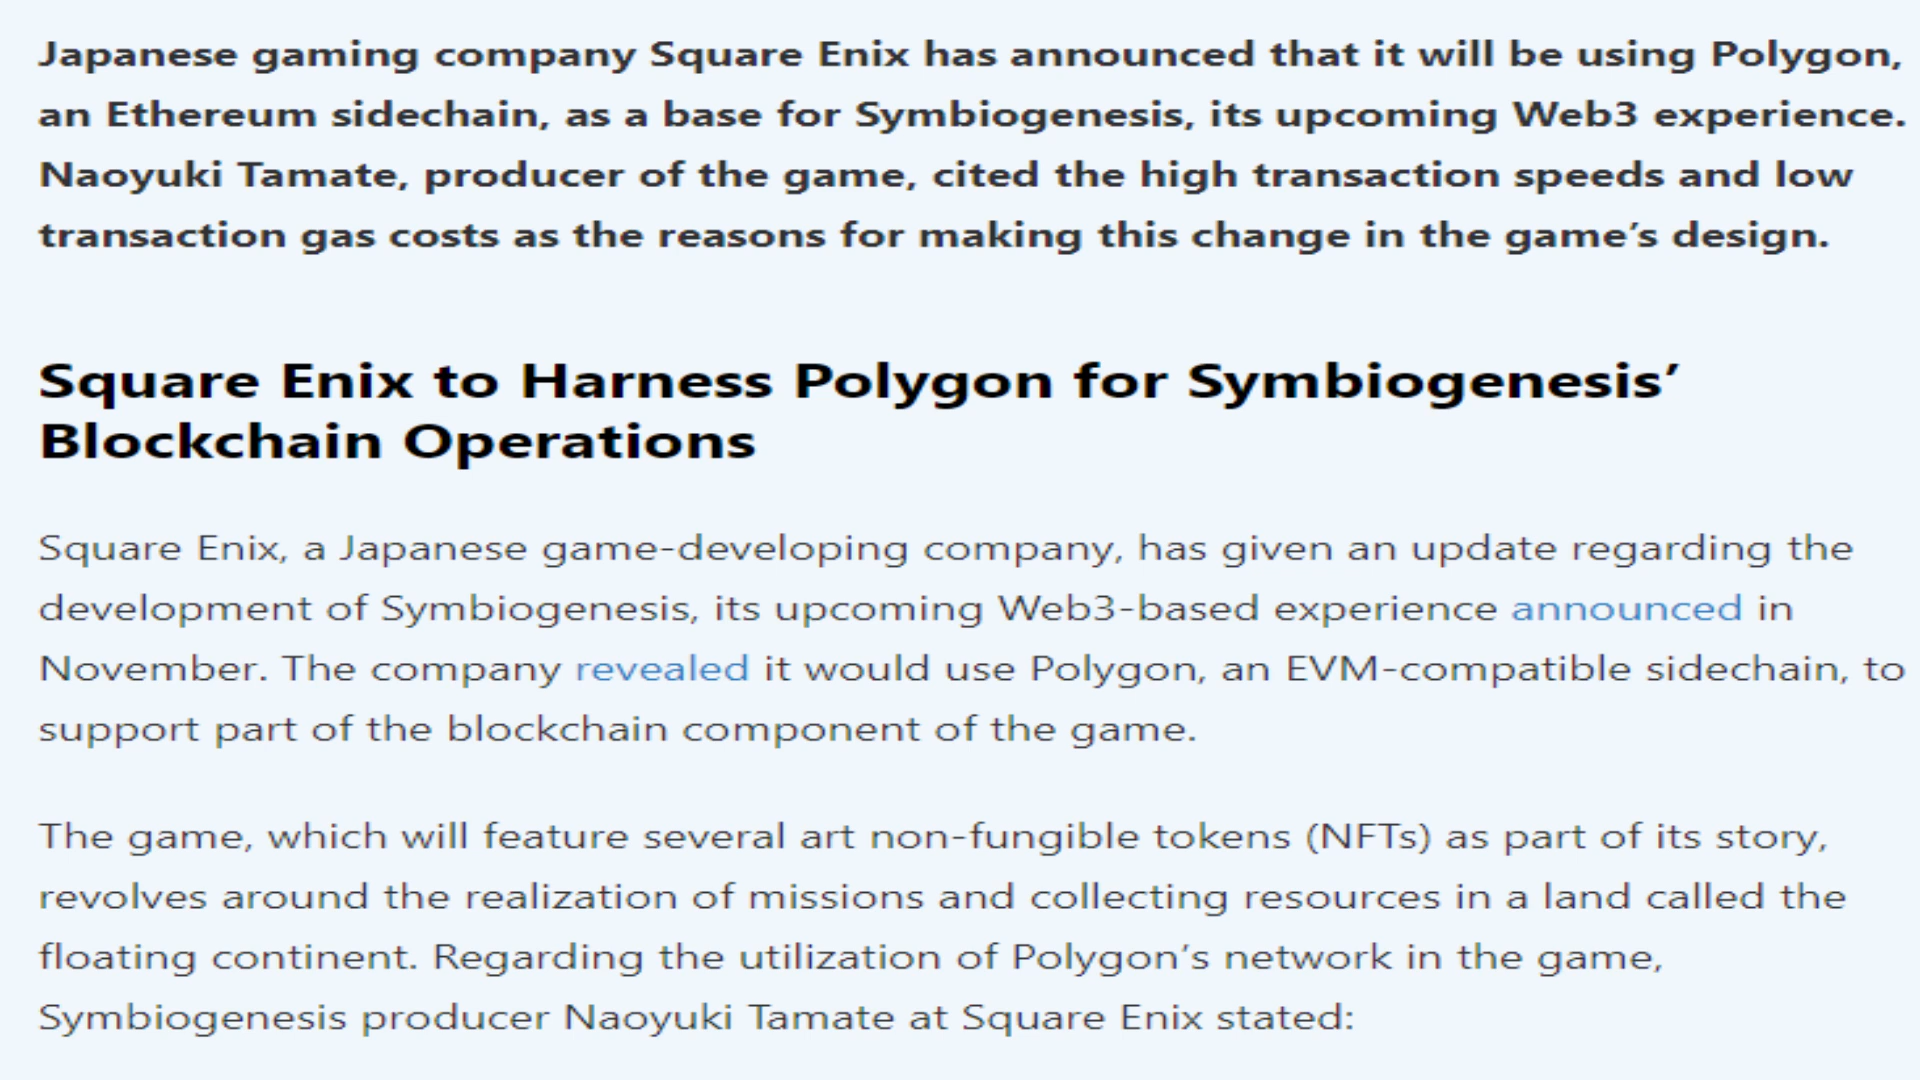 Japanese gaming company Square Enix has announced that it will be using Polygon,
an Ethereum sidechain, as a base for Symbiogenesis, its upcoming Web3 experience.
Naoyuki Tamate, producer of the game, cited the high transaction speeds and low
transaction gas costs as the reasons for making this change in the game’s design.
Square Enix to Harness Polygon for Symbiogenesis’
Blockchain Operations
Square Enix, a Japanese game-developing company, has given an update regarding the
development of Symbiogenesis, its upcoming Web3-based experience announced in
November. The company revealed it would use Polygon, an EVM-compatible sidechain, to
support part of the blockchain component of the game.
The game, which will feature several art non-fungible tokens (NFTs) as part of its story,
revolves around the realization of missions and collecting resources in a land called the
floating continent. Regarding the utilization of Polygon’s network in the game,
Symbiogenesis producer Naoyuki Tamate at Square Enix stated: